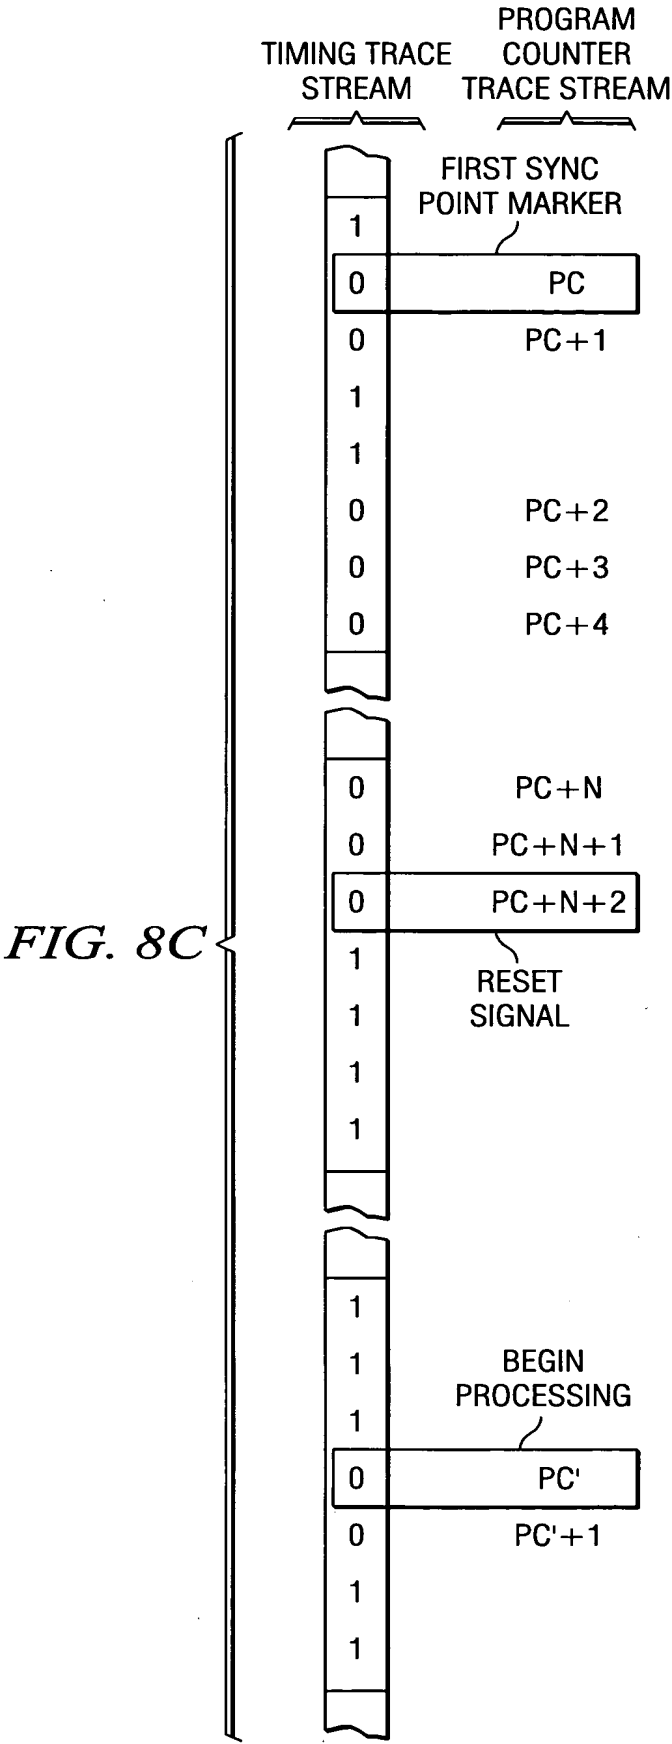 TIMING TRACE
STREAM
PROGRAM
COUNTER
TRACE STREAM
FIRST SYNC
POINT MARKER
1
0 PC
0 PC+1
1
1
0 PC+2
0 PC+3
0 PC+4
0 PC+N
0 PC+N+1
0 PC+N+2
FIG. 8C
1
RESET
SIGNAL
1
1
1
1
1
BEGIN
PROCESSING
1
0 PC'
0 PC'+1
1
1